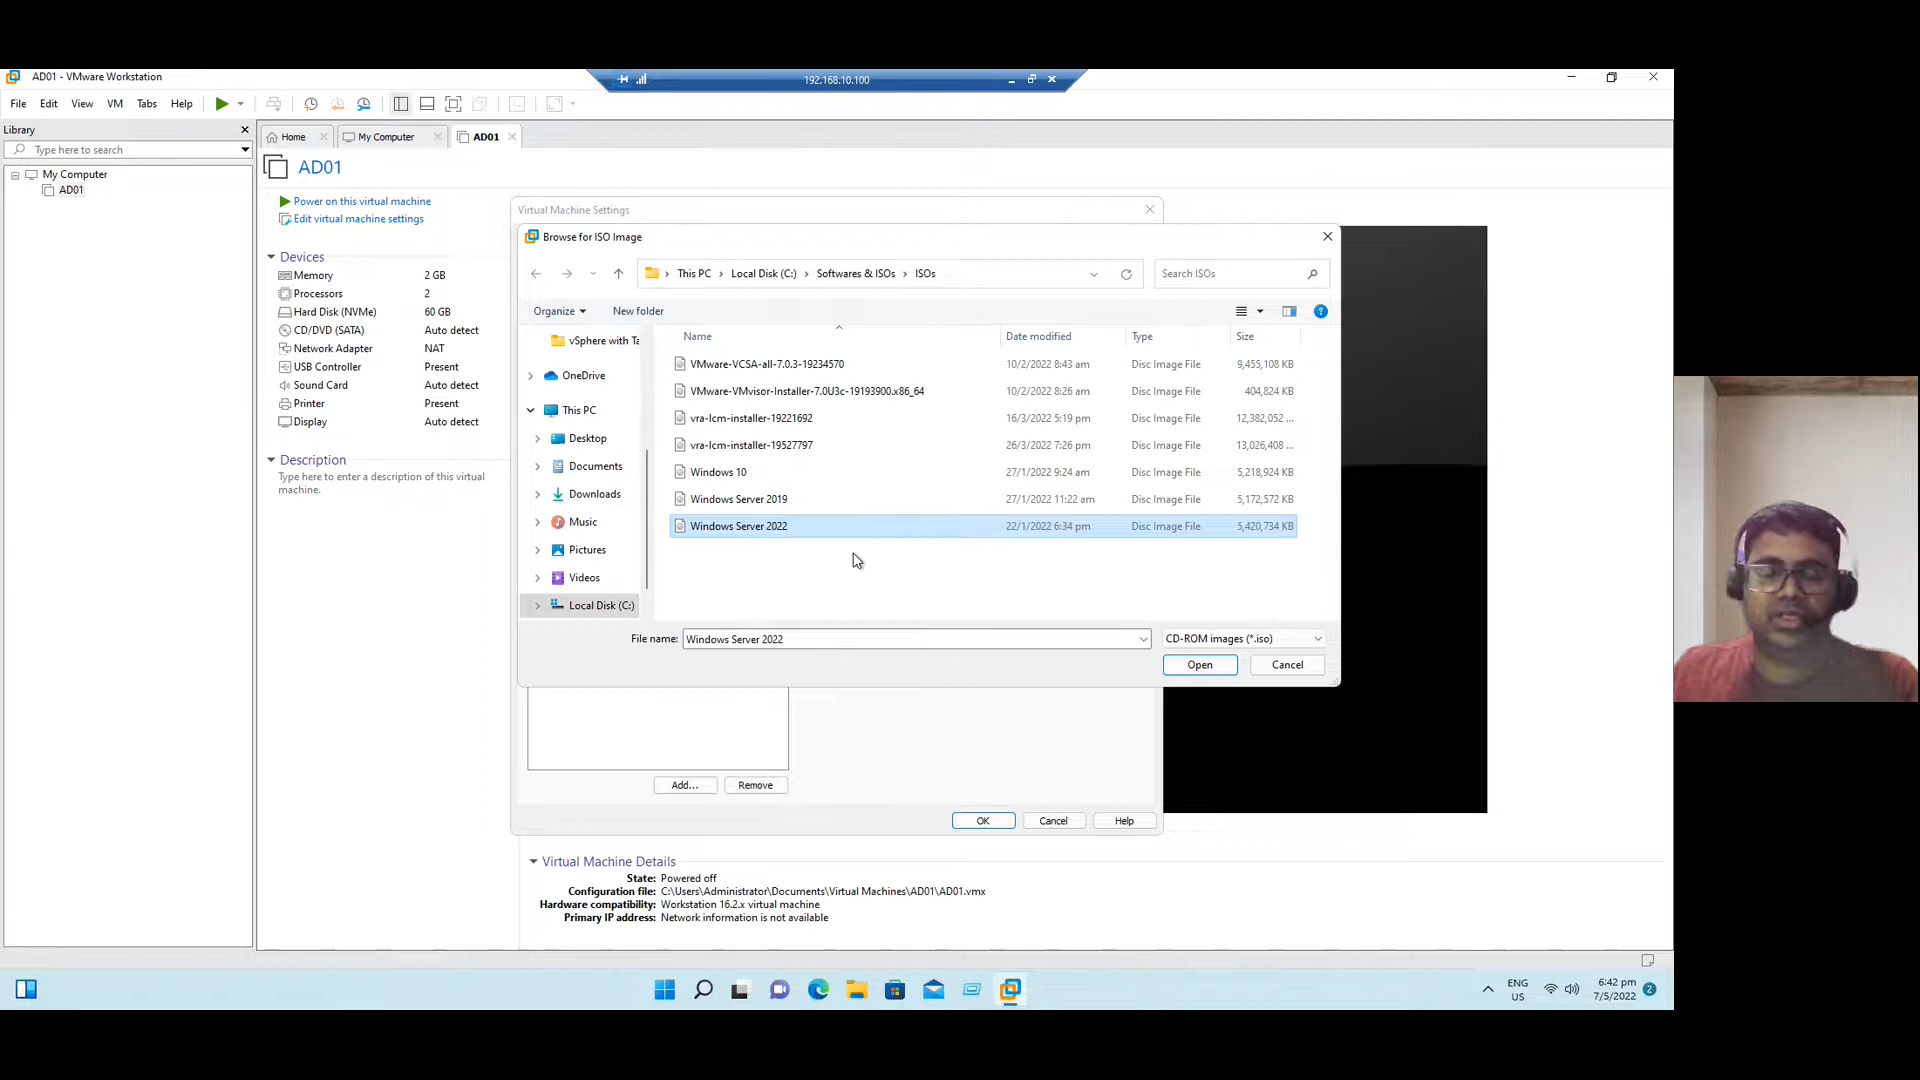 AD01 - VMware Workstation
192.168.10.100
File Edit View VM Tabs Help
Library
Type here to search
My Computer
AD01
Home
My Computer
AD01
AD01
Power on this virtual machine
Edit virtual machine settings
Devices
Memory 2 GB
Processors 2
Hard Disk (NVMe) 60 GB
CD/DVD (SATA) Auto detect
Network Adapter NAT
USB Controller Present
Sound Card Auto detect
Printer Present
Display Auto detect
Description
Type here to enter a description of this virtual
machine.
Virtual Machine Settings
Browse for ISO Image
This PC > Local Disk (C:) > Softwares & ISOs > ISOs
Search ISOs
Organize
New folder
vSphere with Ta
OneDrive
This PC
Desktop
Documents
Downloads
Music
Pictures
Videos
Local Disk (C:)
Name Date modified Type Size
VMware-VCSA-all-7.0.3-19234570 10/2/2022 8:43 am Disc Image File 9,455,108 KB
VMware-VMvisor-Installer-7.0U3c-19193900.x86_64 10/2/2022 8:26 am Disc Image File 404,824 KB
vra-lcm-installer-19221692 16/3/2022 5:19 pm Disc Image File 12,382,052 ...
vra-lcm-installer-19527797 26/3/2022 7:26 pm Disc Image File 13,026,408 ...
Windows 10 27/1/2022 9:24 am Disc Image File 5,218,924 KB
Windows Server 2019 27/1/2022 11:22 am Disc Image File 5,172,572 KB
Windows Server 2022 22/1/2022 6:34 pm Disc Image File 5,420,734 KB
File name: Windows Server 2022
CD-ROM images (*.iso)
Open
Cancel
Add...
Remove
OK
Cancel
Help
Virtual Machine Details
State: Powered off
Configuration file: C:\Users\Administrator\Documents\Virtual Machines\AD01\AD01.vmx
Hardware compatibility: Workstation 16.2.x virtual machine
Primary IP address: Network information is not available
ENG
US
6:42 pm
7/5/2022
2